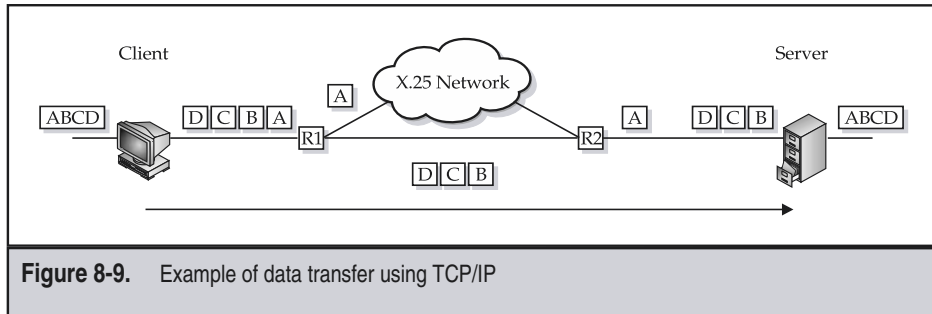 Client
Server
X.25 Network
A
ABCD
D C B A
R1
R2
A
D C B
ABCD
D C B
Figure 8-9. Example of data transfer using TCP/IP